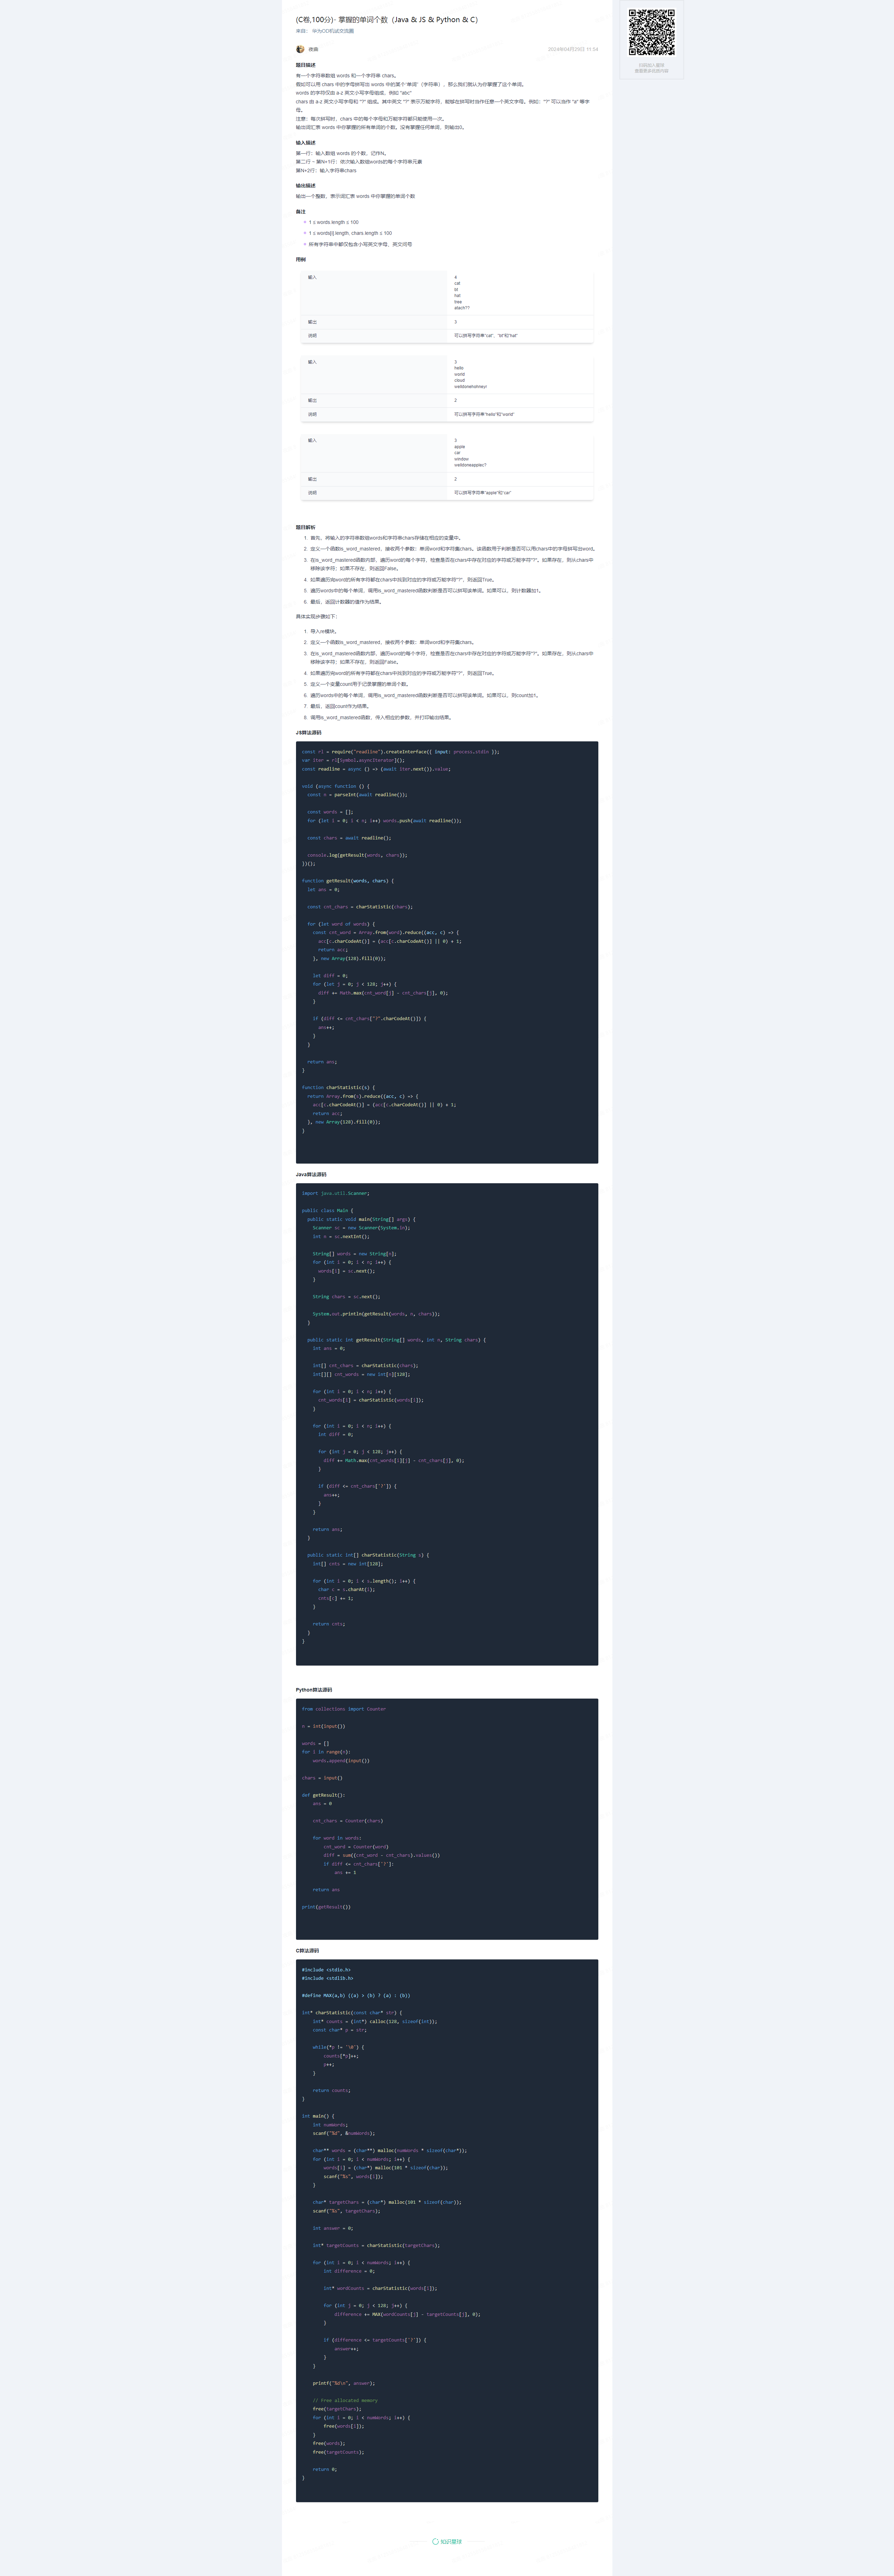 (C卷,100分)- 掌握的单词个数（Java & JS & Python & C）
来自： 华为OD机试交流圈
2024年04月29日 11:54
扫码加入星球
查看更多优质内容
题目描述
有一个字符串数组 words 和一个字符串 chars。
假如可以用 chars 中的字母拼写出 words 中的某个“单词”（字符串），那么我们就认为你掌握了这个单词。
words 的字符仅由 a-z 英文小写字母组成，例如 "abc"
chars 由 a-z 英文小写字母和 "?" 组成。其中英文 "?" 表示万能字符，能够在拼写时当作任意一个英文字母。例如： "?" 可以当作 "a" 等字
母。
注意：每次拼写时，chars 中的每个字母和万能字符都只能使用一次。
输出词汇表 words 中你掌握的所有单词的个数。没有掌握任何单词，则输出0。
输入描述
第一行：输入数组 words 的个数，记作N。
第二行 ~ 第N+1行：依次输入数组words的每个字符串元素
第N+2行：输入字符串chars
输出描述
输出一个整数，表示词汇表 words 中你掌握的单词个数
备注
1 ≤ words.length ≤ 100
1 ≤ words[i].length, chars.length ≤ 100
所有字符串中都仅包含小写英文字母、英文问号
用例
输入
4
cat
bt
hat
tree
atach??
输出
3
说明
可以拼写字符串"cat"、"bt"和"hat"
输入
3
hello
world
cloud
welldonehohneyr
输出
2
说明
可以拼写字符串"hello"和"world"
输入
3
apple
car
window
welldoneapplec?
输出
2
说明
可以拼写字符串"apple"和"car"
题目解析
1. 首先，将输入的字符串数组words和字符串chars存储在相应的变量中。
2. 定义一个函数is_word_mastered，接收两个参数：单词word和字符集chars。该函数用于判断是否可以用chars中的字母拼写出word。
3. 在is_word_mastered函数内部，遍历word的每个字符，检查是否在chars中存在对应的字符或万能字符"?"。如果存在，则从chars中
移除该字符；如果不存在，则返回False。
4. 如果遍历完word的所有字符都在chars中找到对应的字符或万能字符"?"，则返回True。
5. 遍历words中的每个单词，调用is_word_mastered函数判断是否可以拼写该单词。如果可以，则计数器加1。
6. 最后，返回计数器的值作为结果。
具体实现步骤如下：
1. 导入re模块。
2. 定义一个函数is_word_mastered，接收两个参数：单词word和字符集chars。
3. 在is_word_mastered函数内部，遍历word的每个字符，检查是否在chars中存在对应的字符或万能字符"?"。如果存在，则从chars中
移除该字符；如果不存在，则返回False。
4. 如果遍历完word的所有字符都在chars中找到对应的字符或万能字符"?"，则返回True。
5. 定义一个变量count用于记录掌握的单词个数。
6. 遍历words中的每个单词，调用is_word_mastered函数判断是否可以拼写该单词。如果可以，则count加1。
7. 最后，返回count作为结果。
8. 调用is_word_mastered函数，传入相应的参数，并打印输出结果。
JS算法源码
const rl = require("readline").createInterface({ input: process.stdin });
var iter = rl[Symbol.asyncIterator]();
const readline = async () => (await iter.next()).value;
void (async function () {
const n = parseInt(await readline());
const words = [];
for (let i = 0; i < n; i++) words.push(await readline());
const chars = await readline();
console.log(getResult(words, chars));
})();
function getResult(words, chars) {
let ans = 0;
const cnt_chars = charStatistic(chars);
for (let word of words) {
const cnt_word = Array.from(word).reduce((acc, c) => {
acc[c.charCodeAt()] = (acc[c.charCodeAt()] || 0) + 1;
return acc;
}, new Array(128).fill(0));
let diff = 0;
for (let j = 0; j < 128; j++) {
diff += Math.max(cnt_word[j] - cnt_chars[j], 0);
}
if (diff <= cnt_chars["?".charCodeAt()]) {
ans++;
}
}
return ans;
}
function charStatistic(s) {
return Array.from(s).reduce((acc, c) => {
acc[c.charCodeAt()] = (acc[c.charCodeAt()] || 0) + 1;
return acc;
}, new Array(128).fill(0));
}
Java算法源码
import java.util.Scanner;
public class Main {
public static void main(String[] args) {
Scanner sc = new Scanner(System.in);
int n = sc.nextInt();
String[] words = new String[n];
for (int i = 0; i < n; i++) {
words[i] = sc.next();
}
String chars = sc.next();
System.out.println(getResult(words, n, chars));
}
public static int getResult(String[] words, int n, String chars) {
int ans = 0;
int[] cnt_chars = charStatistic(chars);
int[][] cnt_words = new int[n][128];
for (int i = 0; i < n; i++) {
cnt_words[i] = charStatistic(words[i]);
}
for (int i = 0; i < n; i++) {
int diff = 0;
for (int j = 0; j < 128; j++) {
diff += Math.max(cnt_words[i][j] - cnt_chars[j], 0);
}
if (diff <= cnt_chars['?']) {
ans++;
}
}
return ans;
}
public static int[] charStatistic(String s) {
int[] cnts = new int[128];
for (int i = 0; i < s.length(); i++) {
char c = s.charAt(i);
cnts[c] += 1;
}
return cnts;
}
}
Python算法源码
from collections import Counter
n = int(input())
words = []
for i in range(n):
words.append(input())
chars = input()
def getResult():
ans = 0
cnt_chars = Counter(chars)
for word in words:
cnt_word = Counter(word)
diff = sum((cnt_word - cnt_chars).values())
if diff <= cnt_chars['?']:
ans += 1
return ans
print(getResult())
C算法源码
#include <stdio.h>
#include <stdlib.h>
#define MAX(a,b) ((a) > (b) ? (a) : (b))
int* charStatistic(const char* str) {
int* counts = (int*) calloc(128, sizeof(int));
const char* p = str;
while(*p != '\0') {
counts[*p]++;
p++;
}
return counts;
}
int main() {
int numWords;
scanf("%d", &numWords);
char** words = (char**) malloc(numWords * sizeof(char*));
for (int i = 0; i < numWords; i++) {
words[i] = (char*) malloc(101 * sizeof(char));
scanf("%s", words[i]);
}
char* targetChars = (char*) malloc(101 * sizeof(char));
scanf("%s", targetChars);
int answer = 0;
int* targetCounts = charStatistic(targetChars);
for (int i = 0; i < numWords; i++) {
int difference = 0;
int* wordCounts = charStatistic(words[i]);
for (int j = 0; j < 128; j++) {
difference += MAX(wordCounts[j] - targetCounts[j], 0);
}
if (difference <= targetCounts['?']) {
answer++;
}
}
printf("%d\n", answer);
// Free allocated memory
free(targetChars);
for (int i = 0; i < numWords; i++) {
free(words[i]);
}
free(words);
free(targetCounts);
return 0;
}
知识星球